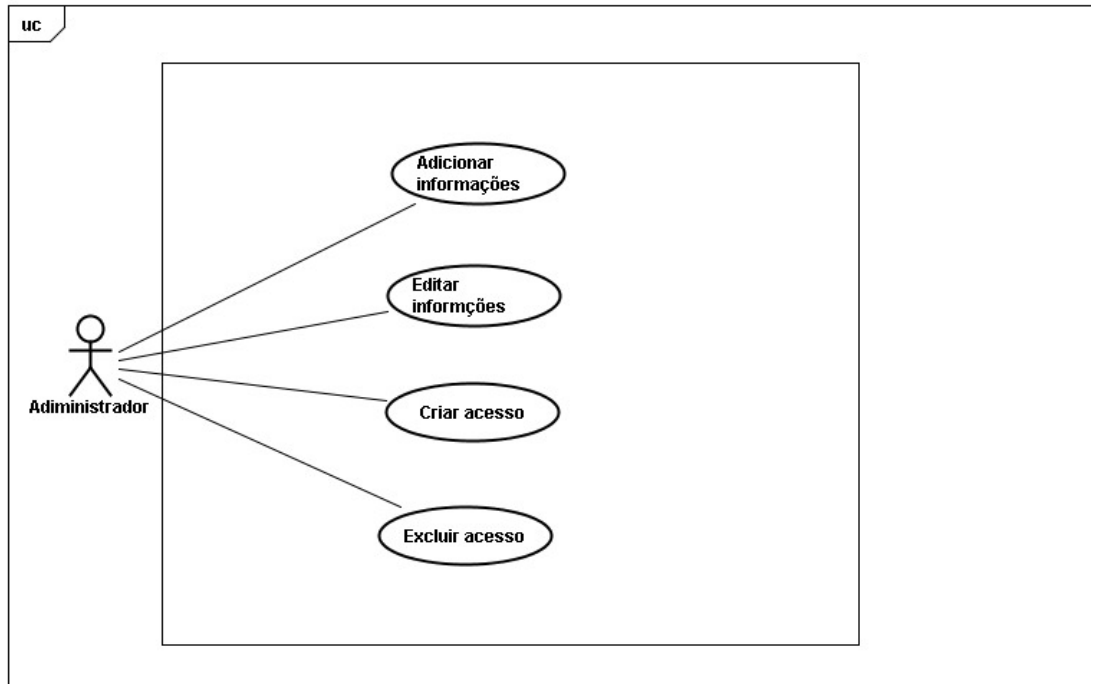 uc
Adicionar
informações
Editar
informções
Adiministrador
Criar acesso
Excluir acesso